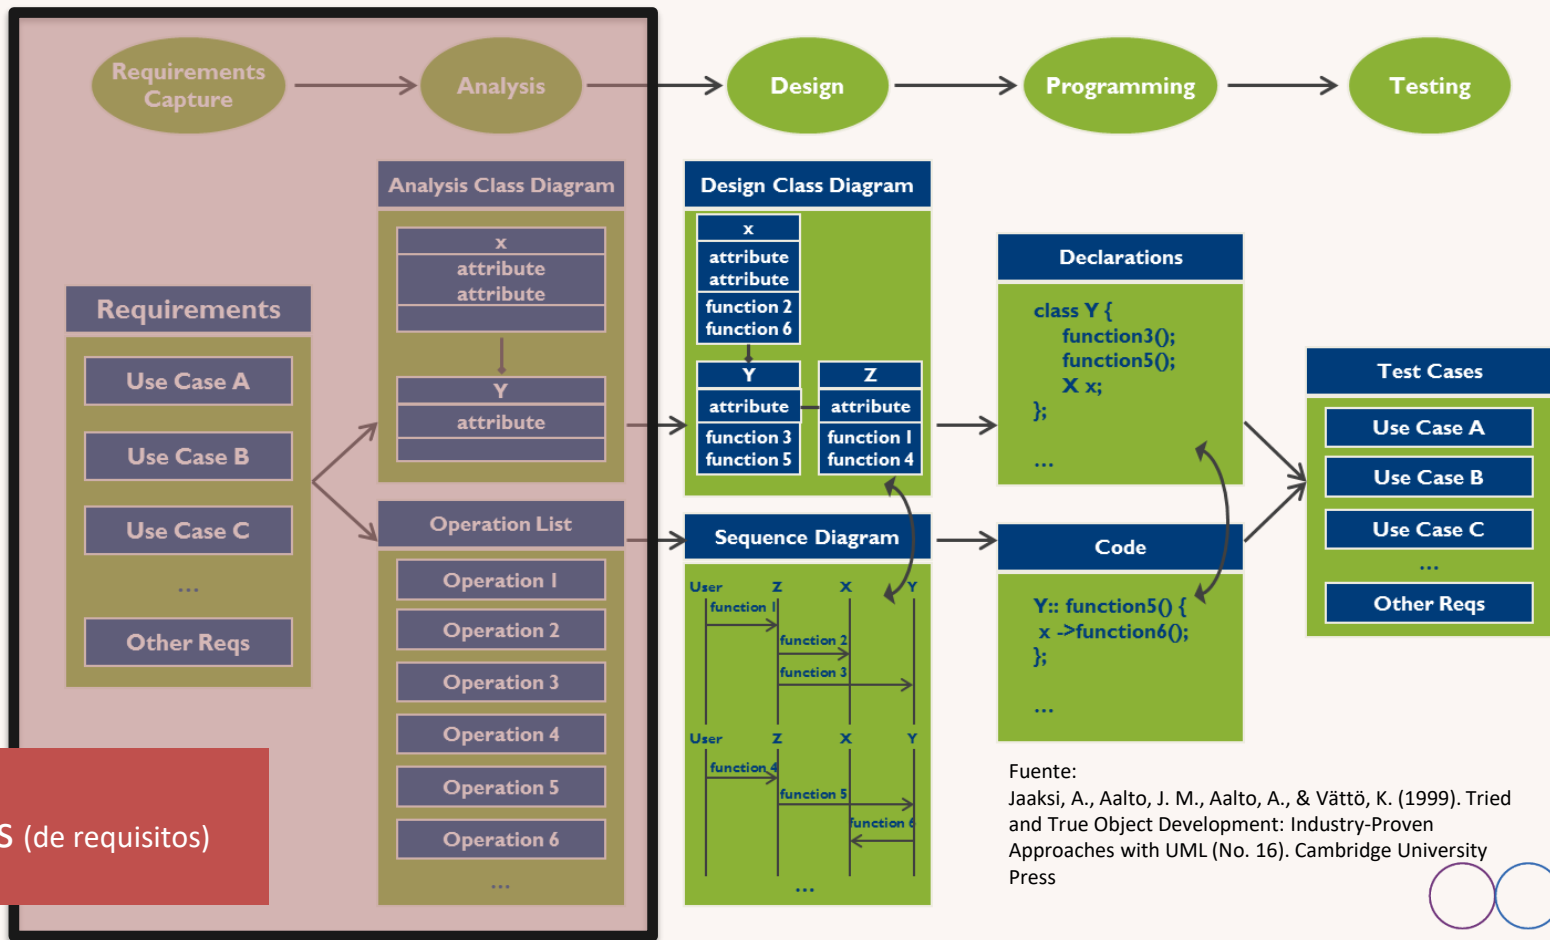 Requirements
Capture
Analysis
Design
Programming
Testing
Requirements
Use Case A
Use Case B
Use Case C
...
Other Reqs
Analysis Class Diagram
x
attribute
attribute
Y
attribute
Operation List
Operation 1
Operation 2
Operation 3
Operation 4
Operation 5
Operation 6
...
Design Class Diagram
x
attribute
attribute
function 2
function 6
Y
attribute
function 3
function 5
Z
attribute
function 1
function 4
Sequence Diagram
User Z X Y
function 1
function 2
function 3
User Z X Y
function 4
function 5
function 6
...
Declarations
class Y {
function3();
function5();
X x;
};
...
Code
Y:: function5() {
x ->function6();
};
...
Test Cases
Use Case A
Use Case B
Use Case C
...
Other Reqs
s (de requisitos)
Fuente:
Jaaksi, A., Aalto, J. M., Aalto, A., & Vättö, K. (1999). Tried
and True Object Development: Industry-Proven
Approaches with UML (No. 16). Cambridge University
Press